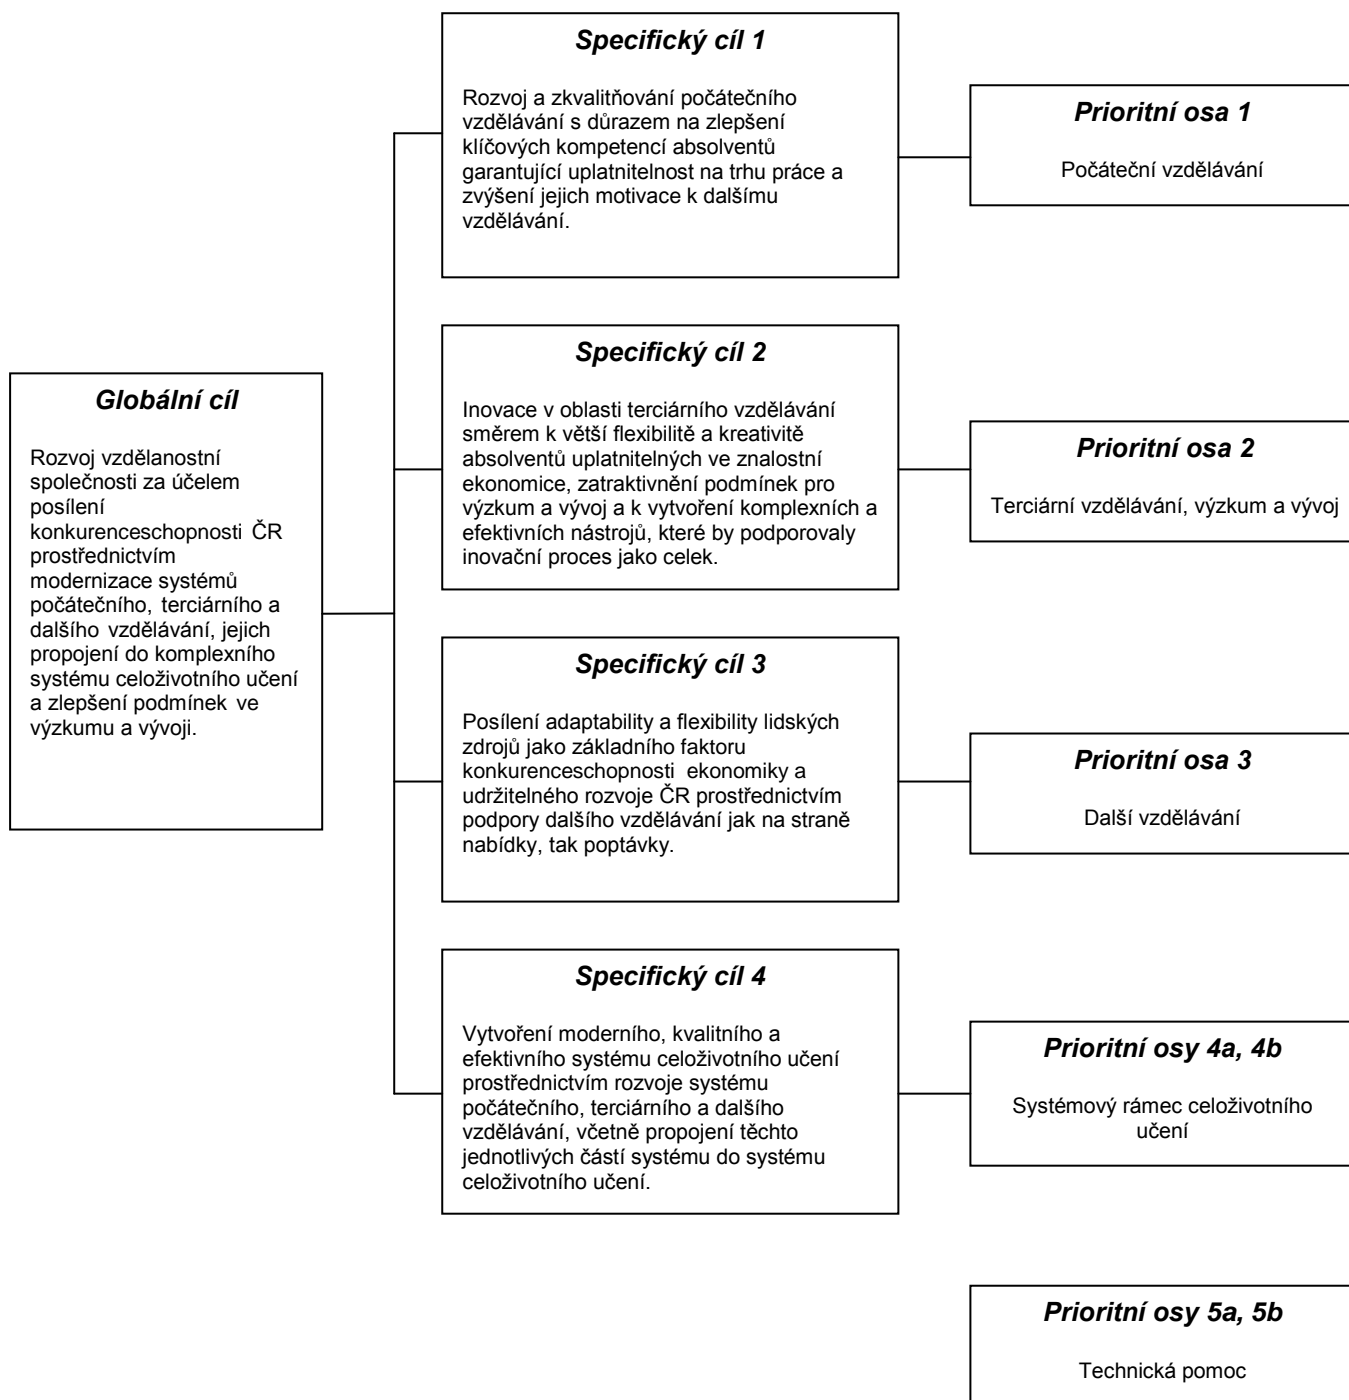 Globální cíl
Rozvoj vzdělanostní
společnosti za účelem
posílení
konkurenceschopnosti ČR
prostřednictvím
modernizace systémů
počátečního, terciárního a
dalšího vzdělávání, jejich
propojení do komplexního
systému celoživotního učení
a zlepšení podmínek ve
výzkumu a vývoji.
Specifický cíl 1
Rozvoj a zkvalitňování počátečního
vzdělávání s důrazem na zlepšení
klíčových kompetencí absolventů
garantující uplatnitelnost na trhu práce a
zvýšení jejich motivace k dalšímu
vzdělávání.
Prioritní osa 1
Počáteční vzdělávání
Specifický cíl 2
Inovace v oblasti terciárního vzdělávání
směrem k větší flexibilitě a kreativitě
absolventů uplatnitelných ve znalostní
ekonomice, zatraktivnění podmínek pro
výzkum a vývoj a k vytvoření komplexních a
efektivních nástrojů, které by podporovaly
inovační proces jako celek.
Prioritní osa 2
Terciární vzdělávání, výzkum a vývoj
Specifický cíl 3
Posílení adaptability a flexibility lidských
zdrojů jako základního faktoru
konkurenceschopnosti ekonomiky a
udržitelného rozvoje ČR prostřednictvím
podpory dalšího vzdělávání jak na straně
nabídky, tak poptávky.
Prioritní osa 3
Další vzdělávání
Specifický cíl 4
Vytvoření moderního, kvalitního a
efektivního systému celoživotního učení
prostřednictvím rozvoje systému
počátečního, terciárního a dalšího
vzdělávání, včetně propojení těchto
jednotlivých částí systému do systému
celoživotního učení.
Prioritní osy 4a, 4b
Systémový rámec celoživotního
učení
Prioritní osy 5a, 5b
Technická pomoc